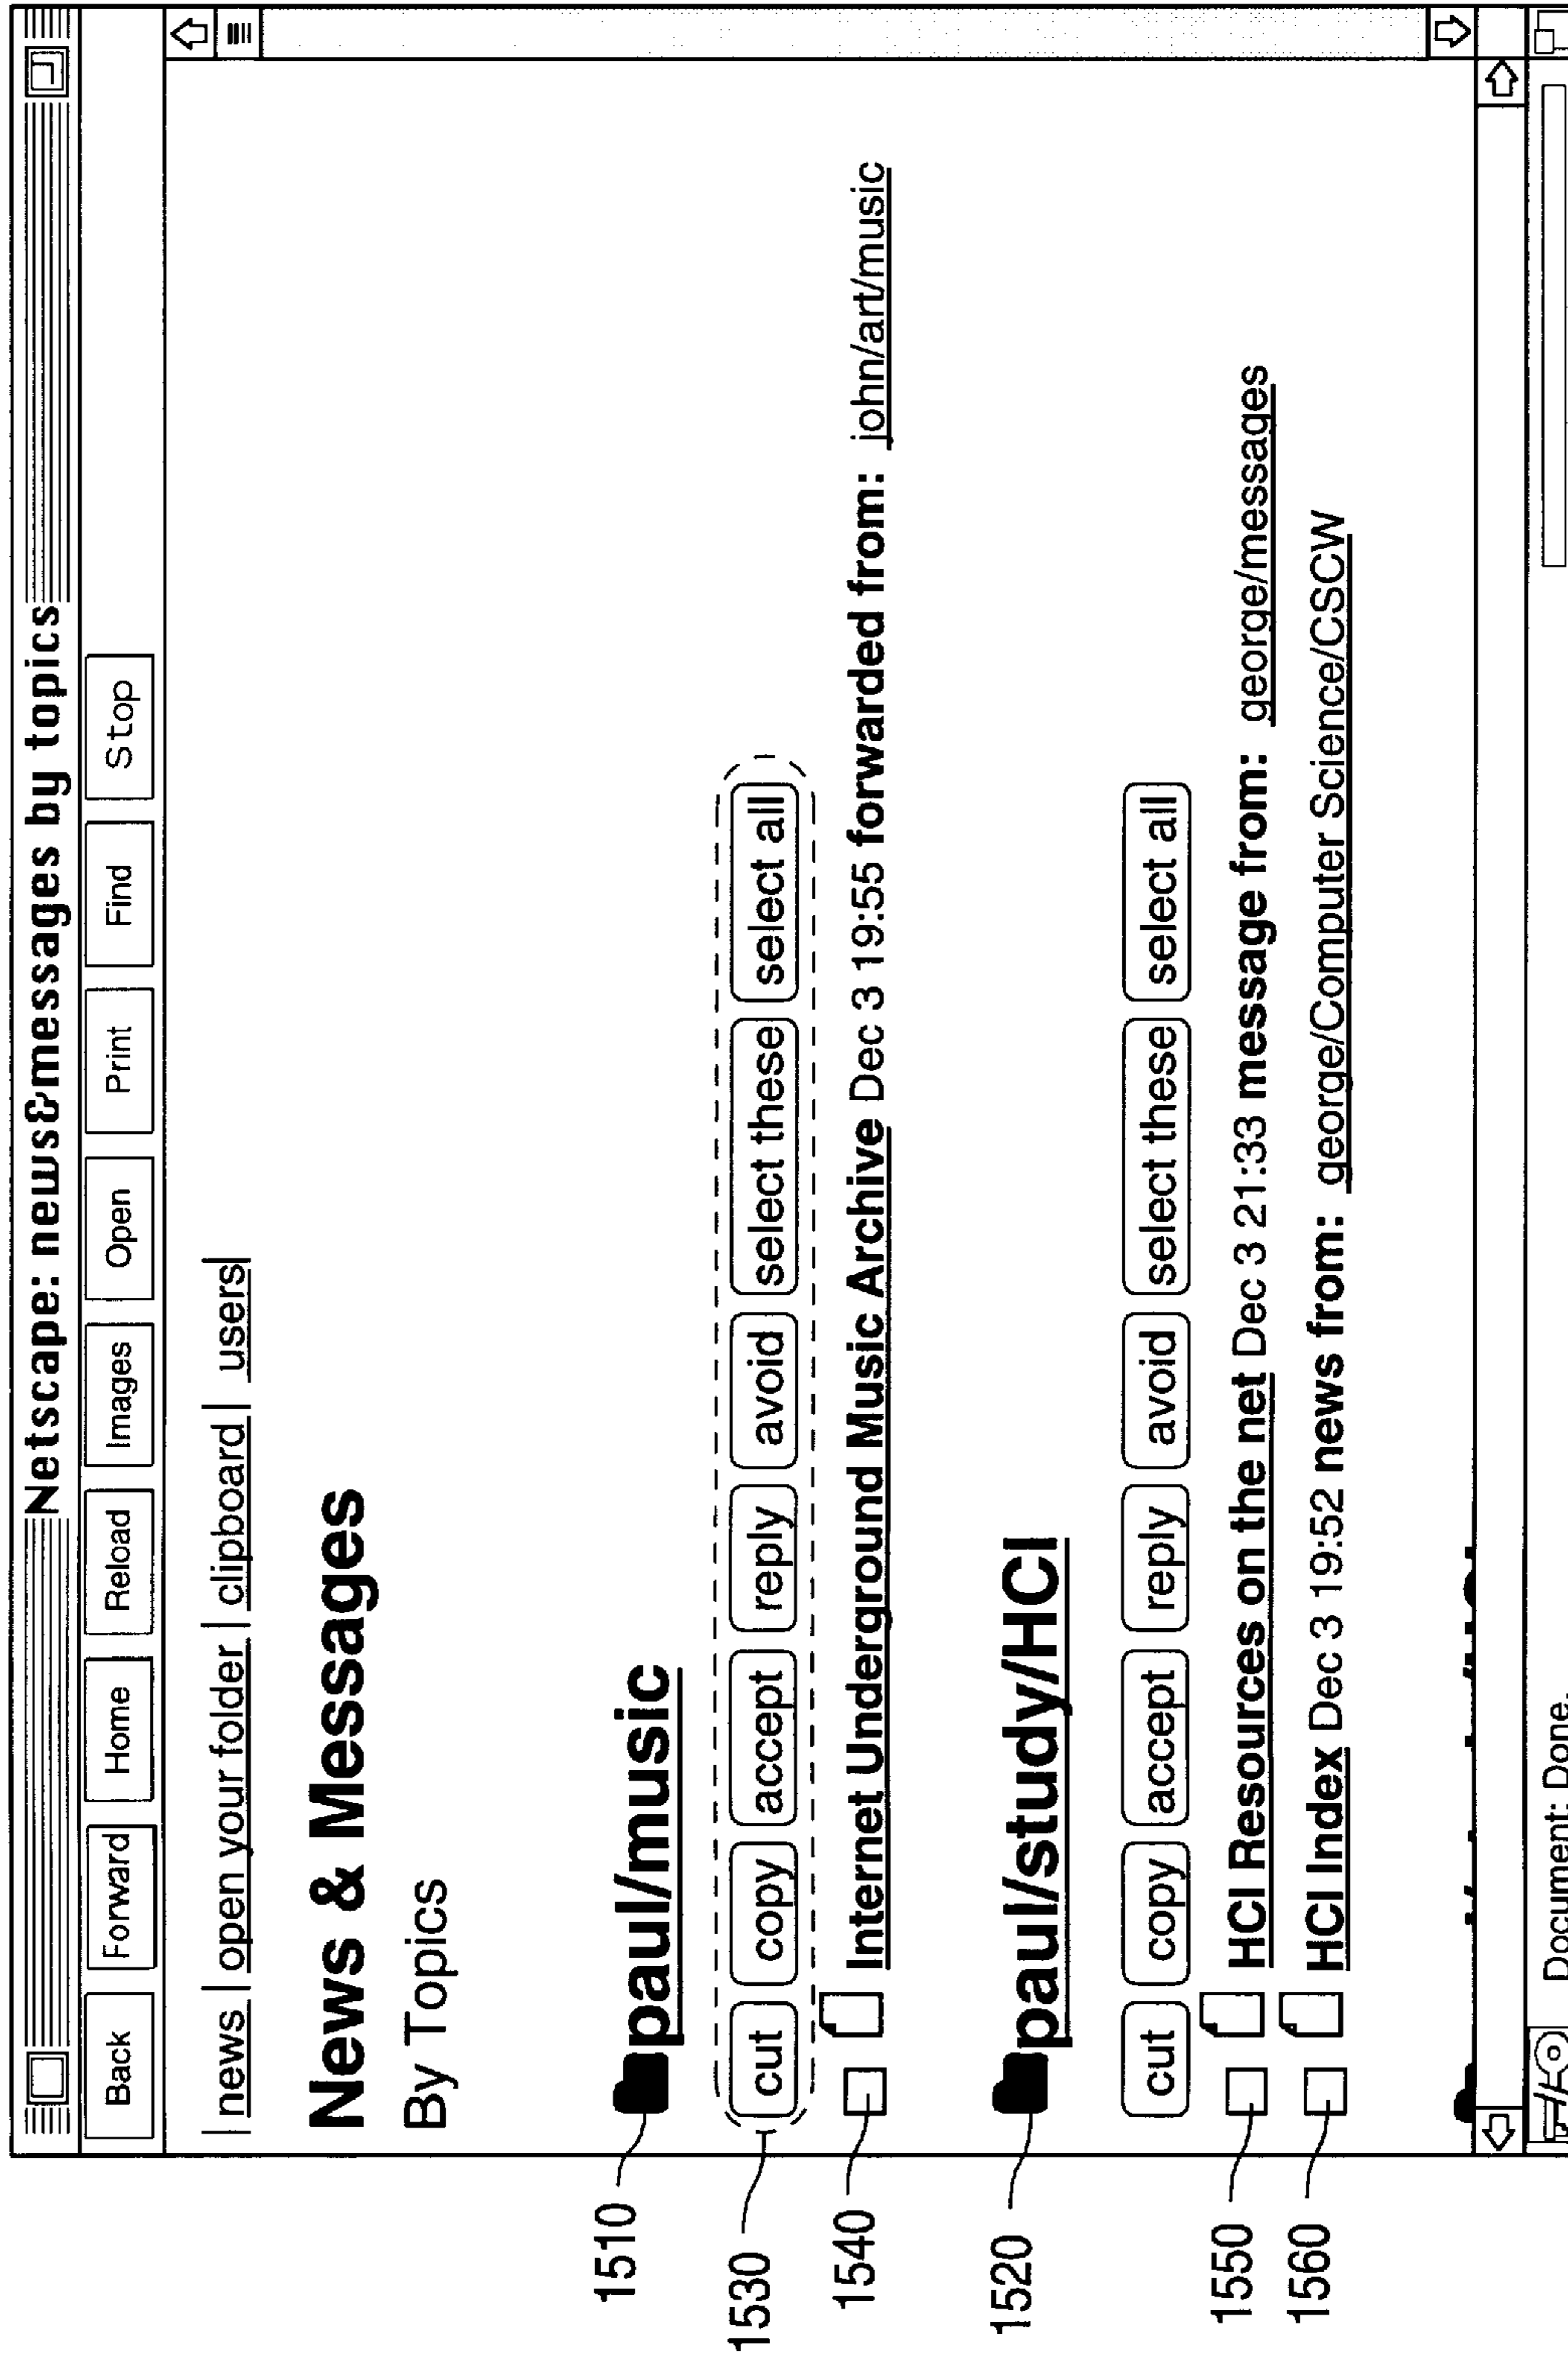 Netscape: news&messages by topics
Back Forward Home Reload Images Open Print Find Stop
| news | open your folder | clipboard | users|
News & Messages
By Topics
1510 paul/music
1530 cut copy accept reply avoid select these select all
1540 Internet Underground Music Archive Dec 3 19:55 forwarded from: john/art/music
1520 paul/study/HCI
cut copy accept reply avoid select these select all
1550 HCI Resources on the net Dec 3 21:33 message from: george/messages
1560 HCI Index Dec 3 19:52 news from: george/Computer Science/CSCW
Document: Done.